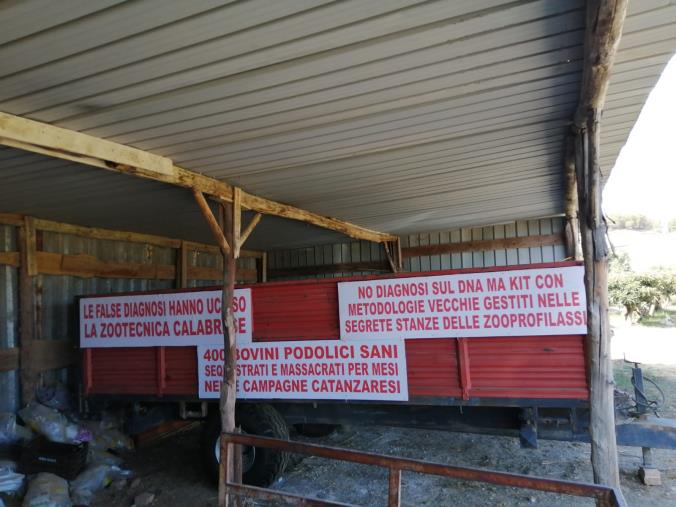 LE FALSE DIAGNOSI HANNO UCCISO
LA ZOOTECNICA CALABRESE
NO DIAGNOSI SUL DNA MA KIT CON
METODOLOGIE VECCHIE GESTITI NELLE
SEGRETE STANZE DELLE ZOOPROFILASSI
400 BOVINI PODOLICI SANI
SEQUESTRATI E MASSACRATI PER MESI
NELLE CAMPAGNE CATANZARESI